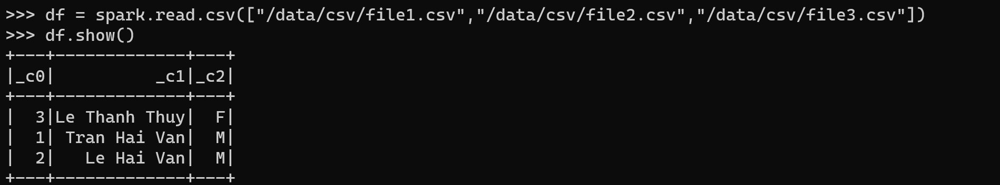 >>> df = spark.read.csv(["/data/csv/file1.csv","/data/csv/file2.csv","/data/csv/file3.csv"])
>>> df.show()
+---+-------------+---+
|_c0|          _c1|_c2|
+---+-------------+---+
|  3|Le Thanh Thuy|  F|
|  1| Tran Hai Van|  M|
|  2|   Le Hai Van|  M|
+---+-------------+---+